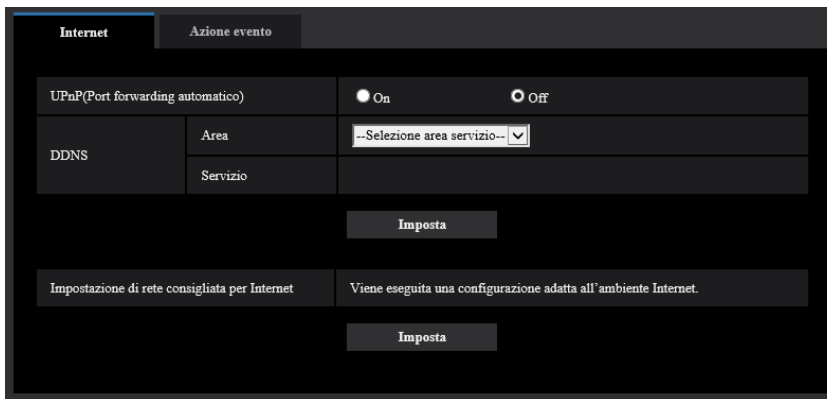 Internet Azione evento
UPnP(Port forwarding automatico) On Off
DDNS
Area --Selezione area servizio--
Servizio
Imposta
Impostazione di rete consigliata per Internet Viene eseguita una configurazione adatta all'ambiente Internet.
Imposta